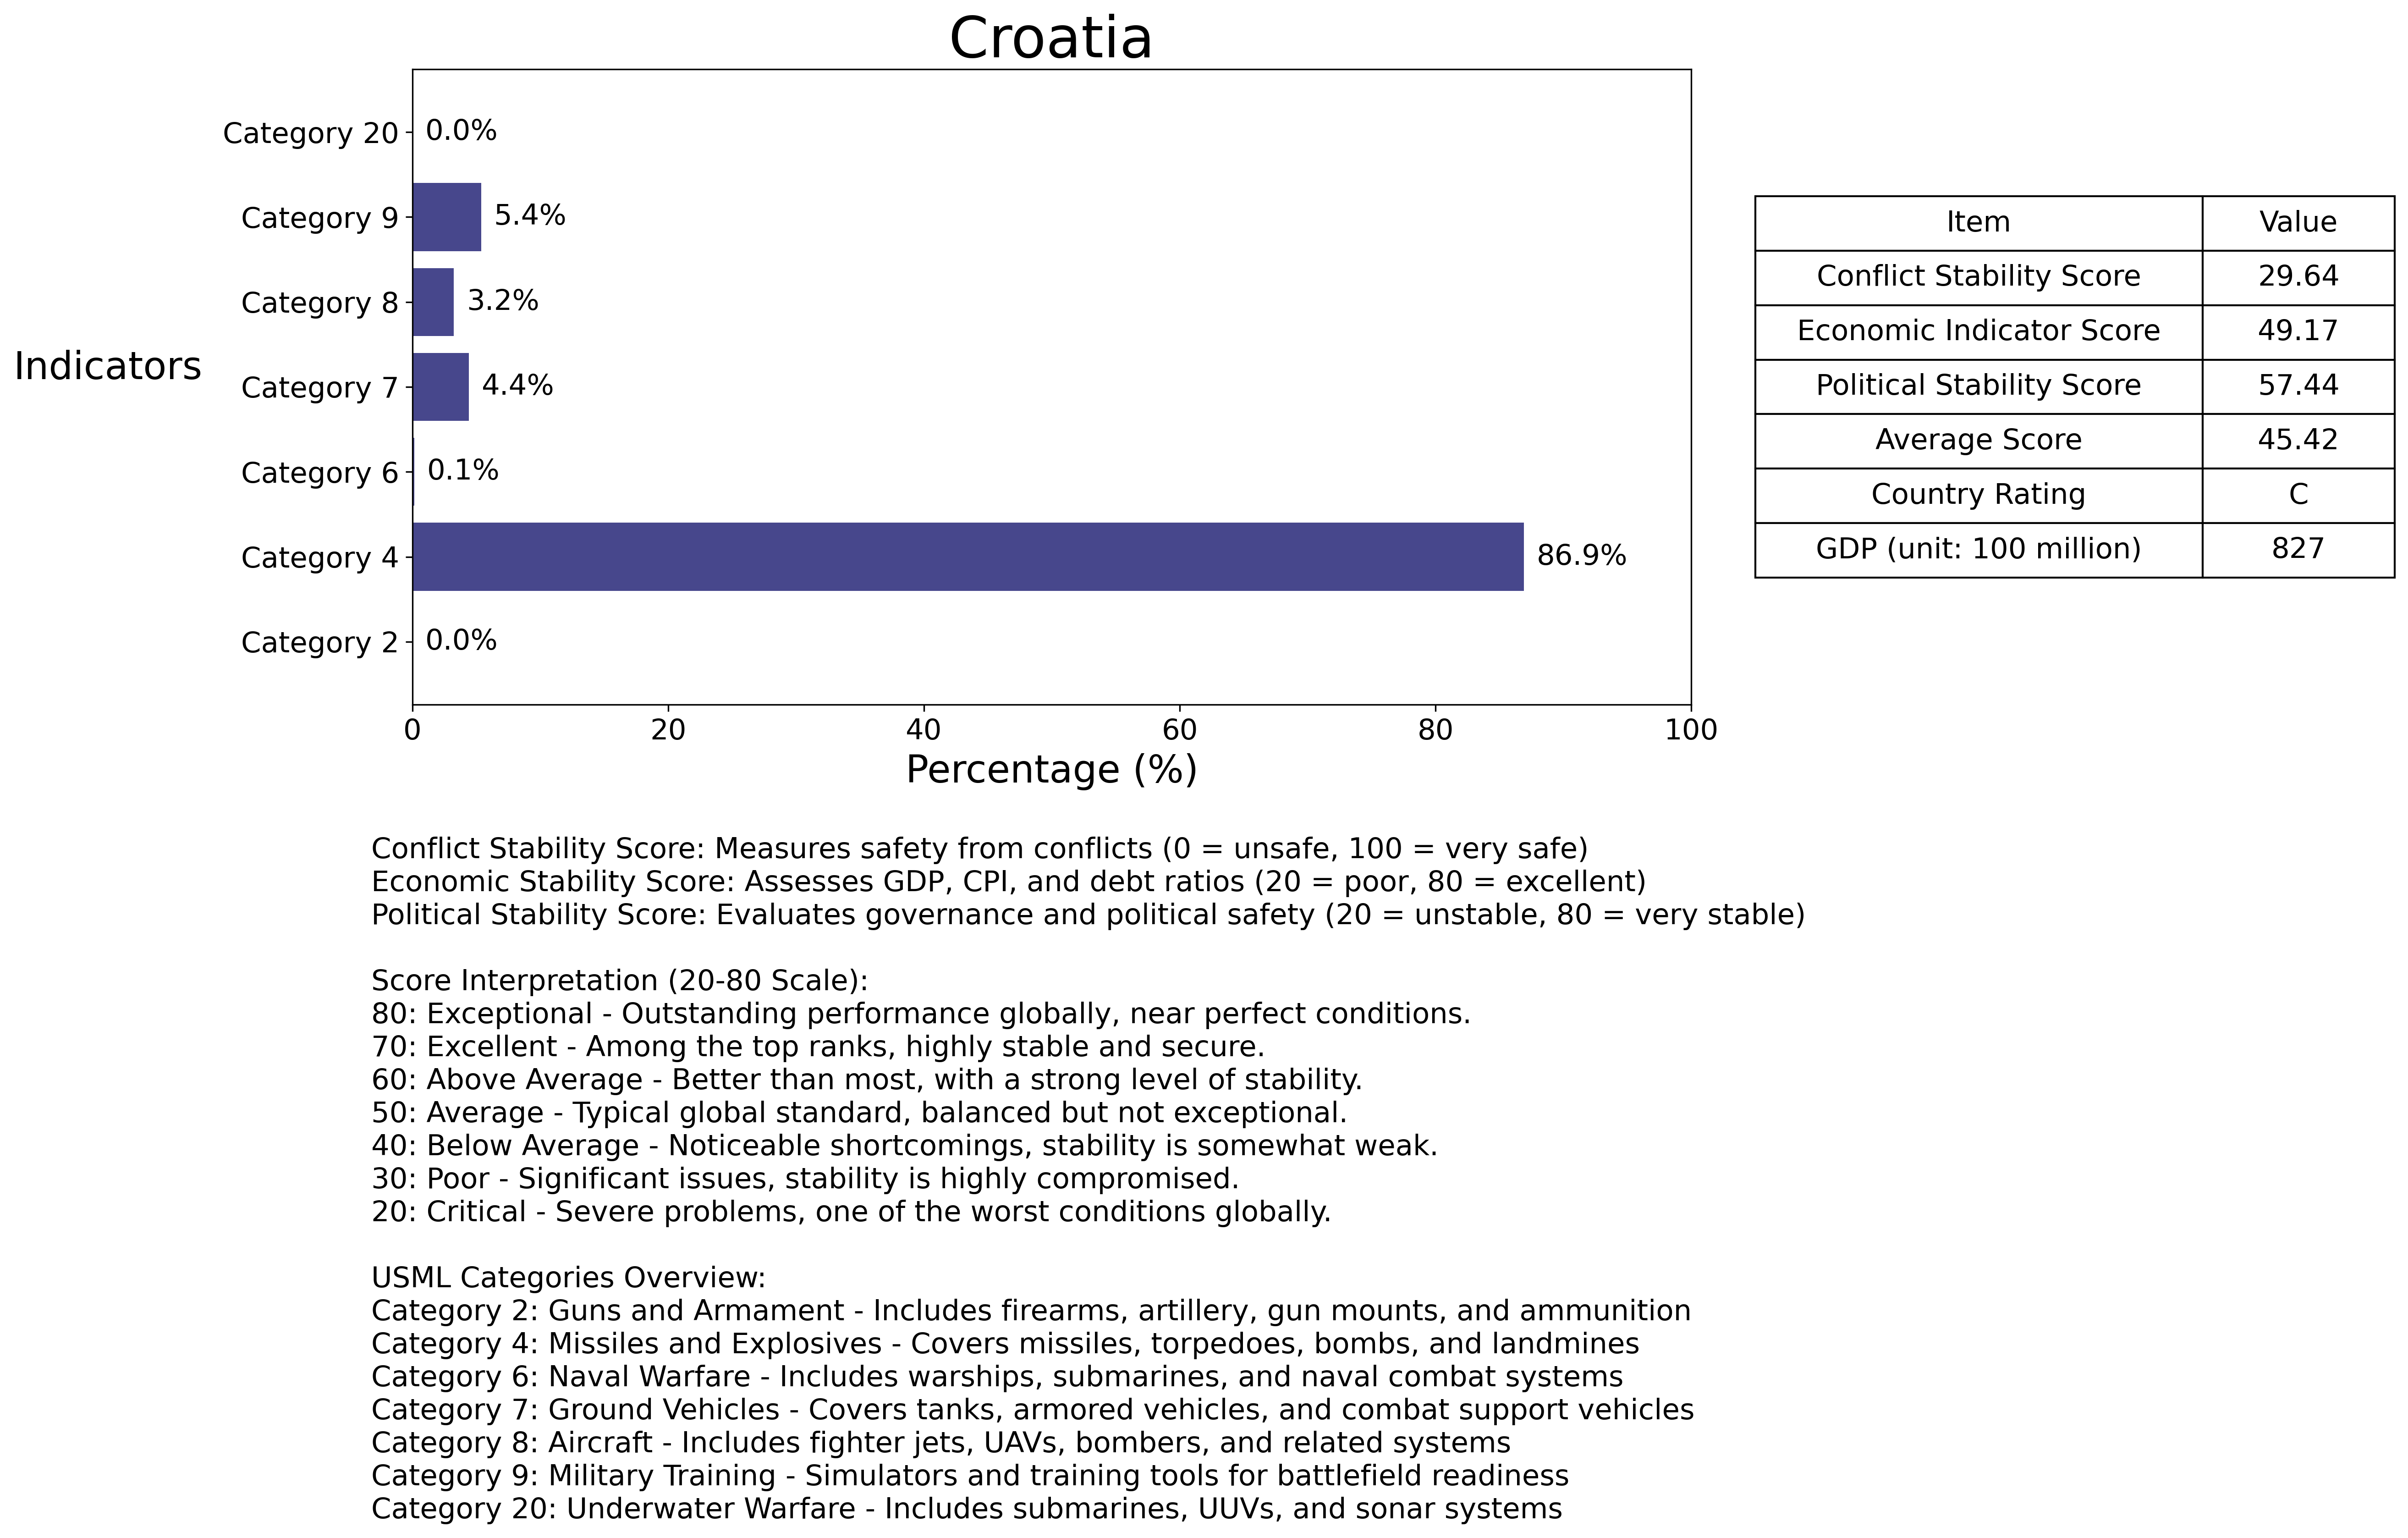 Croatia
Indicators
Category 20 0.0%
Category 9 5.4%
Category 8 3.2%
Category 7 4.4%
Category 6 0.1%
Category 4 86.9%
Category 2 0.0%
0 20 40 60 80 100
Percentage (%)
Item Value
Conflict Stability Score 29.64
Economic Indicator Score 49.17
Political Stability Score 57.44
Average Score 45.42
Country Rating C
GDP (unit: 100 million) 827
Conflict Stability Score: Measures safety from conflicts (0 = unsafe, 100 = very safe)
Economic Stability Score: Assesses GDP, CPI, and debt ratios (20 = poor, 80 = excellent)
Political Stability Score: Evaluates governance and political safety (20 = unstable, 80 = very stable)
Score Interpretation (20-80 Scale):
80: Exceptional - Outstanding performance globally, near perfect conditions.
70: Excellent - Among the top ranks, highly stable and secure.
60: Above Average - Better than most, with a strong level of stability.
50: Average - Typical global standard, balanced but not exceptional.
40: Below Average - Noticeable shortcomings, stability is somewhat weak.
30: Poor - Significant issues, stability is highly compromised.
20: Critical - Severe problems, one of the worst conditions globally.
USML Categories Overview:
Category 2: Guns and Armament - Includes firearms, artillery, gun mounts, and ammunition
Category 4: Missiles and Explosives - Covers missiles, torpedoes, bombs, and landmines
Category 6: Naval Warfare - Includes warships, submarines, and naval combat systems
Category 7: Ground Vehicles - Covers tanks, armored vehicles, and combat support vehicles
Category 8: Aircraft - Includes fighter jets, UAVs, bombers, and related systems
Category 9: Military Training - Simulators and training tools for battlefield readiness
Category 20: Underwater Warfare - Includes submarines, UUVs, and sonar systems